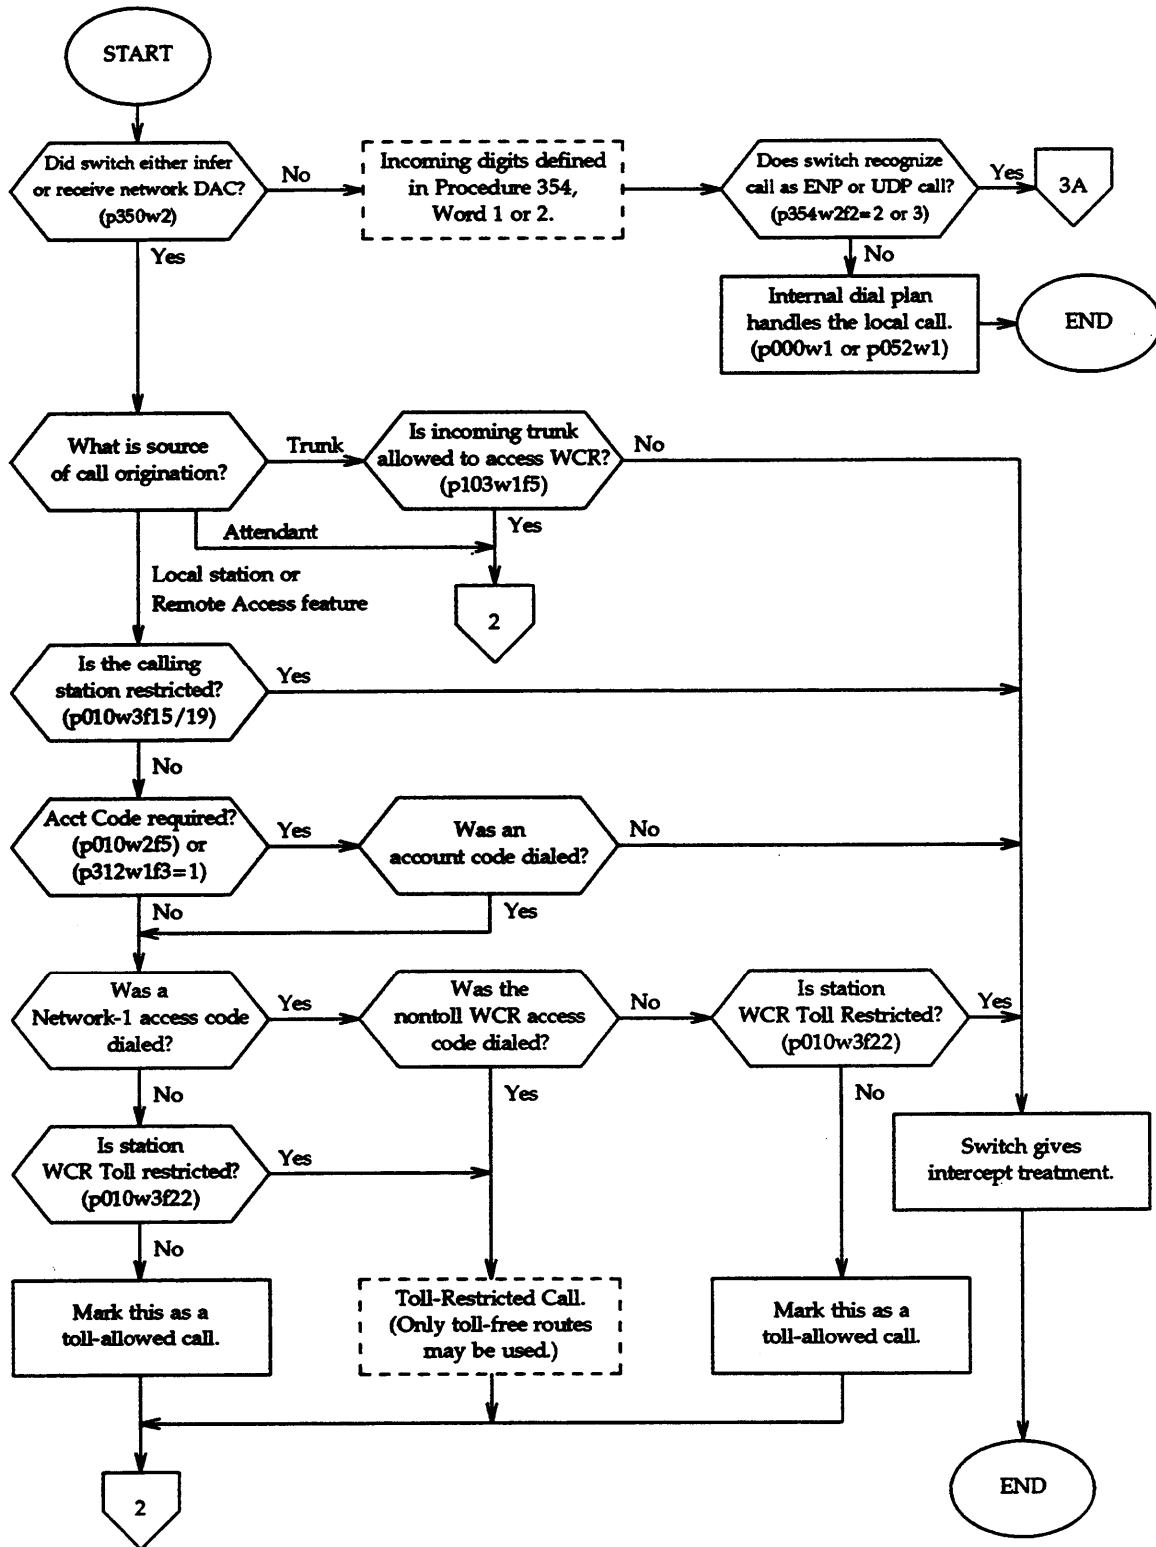 START
Did switch either infer
or receive network DAC?
(p350w2)
No
Incoming digits defined
in Procedure 354,
Word 1 or 2.
Does switch recognize
call as ENP or UDP call?
(p354w2f2=2 or 3)
Yes
3A
Yes
No
Internal dial plan
handles the local call.
(p000w1 or p052w1)
END
What is source
of call origination?
Trunk
Is incoming trunk
allowed to access WCR?
(p103w1f5)
No
Attendant
Yes
Local station or
Remote Access feature
2
Is the calling
station restricted?
(p010w3f15/19)
Yes
No
Acct Code required?
(p010w2f5) or
(p312w1f3=1)
Yes
Was an
account code dialed?
No
No
Yes
Was a
Network-1 access code
dialed?
Yes
Was the
nontoll WCR access
code dialed?
No
Is station
WCR Toll Restricted?
(p010w3f22)
Yes
No
Yes
No
Is station
WCR Toll restricted?
(p010w3f22)
Yes
Switch gives
intercept treatment.
No
Mark this as a
toll-allowed call.
Toll-Restricted Call.
(Only toll-free routes
may be used.)
Mark this as a
toll-allowed call.
2
END